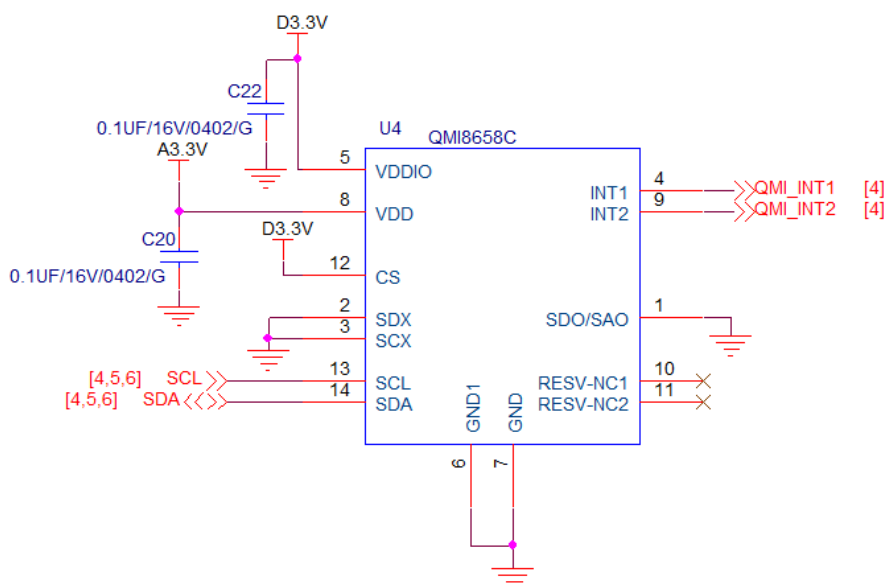 D3.3V
C22
0.1UF/16V/0402/G
A3.3V
U4
QMI8658C
5
VDDIO
4
INT1
QMI_INT1 [4]
8
VDD
9
INT2
QMI_INT2 [4]
C20
0.1UF/16V/0402/G
D3.3V
12
CS
2
SDX
3
SCX
1
SDO/SAO
[4,5,6] SCL
13
SCL
10
RESV-NC1
[4,5,6] SDA
14
SDA
11
RESV-NC2
GND1
GND
6
7